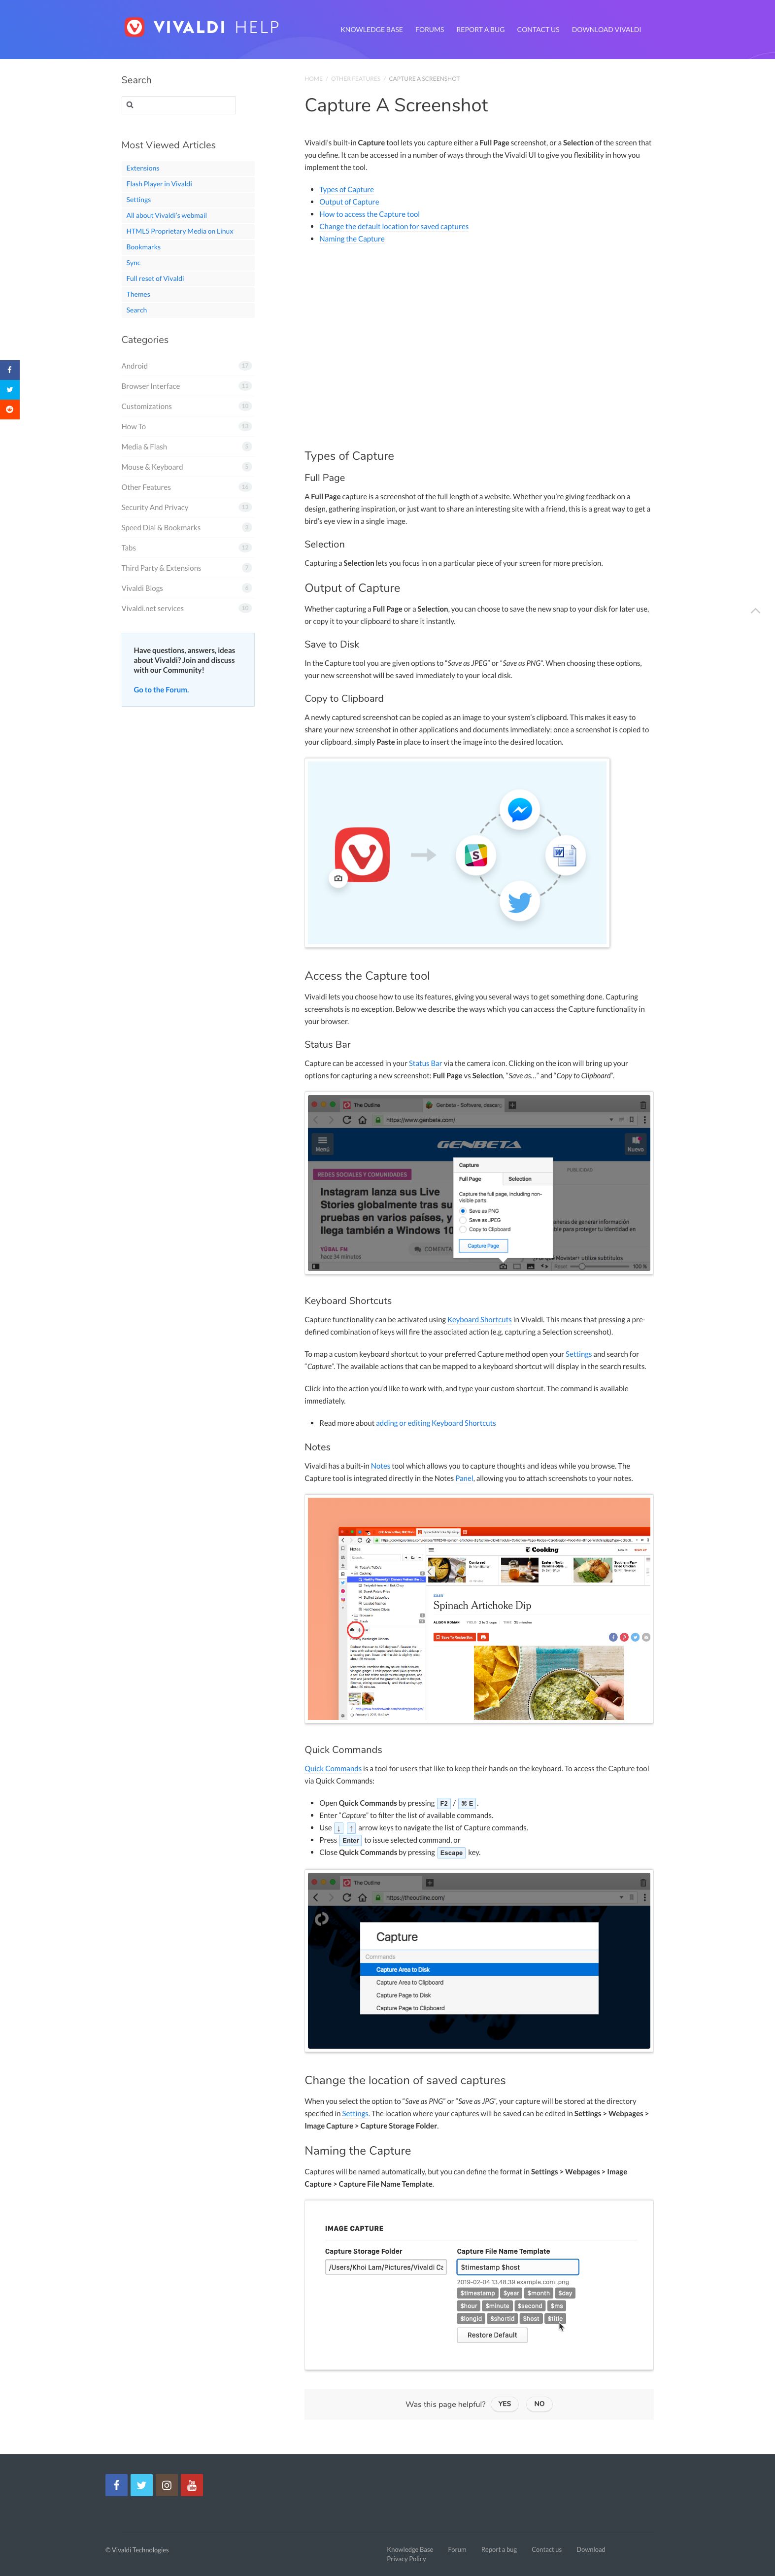 VIVALDI HELP
KNOWLEDGE BASE
FORUMS
REPORT A BUG
CONTACT US
DOWNLOAD VIVALDI
Search
Most Viewed Articles
Extensions
Flash Player in Vivaldi
Settings
All about Vivaldi's webmail
HTML5 Proprietary Media on Linux
Bookmarks
Sync
Full reset of Vivaldi
Themes
Search
Categories
Android 17
Browser Interface 11
Customizations 10
How To 13
Media & Flash 5
Mouse & Keyboard 5
Other Features
Security And Privacy 13
Speed Dial & Bookmarks 3
Tabs 12
Third Party & Extensions 7
Vivaldi Blogs
Vivaldi.net services 10
Have questions, answers, ideas
about Vivaldi? Join and discuss
with our Community!
Go to the Forum.
HOME / OTHER FEATURES / CAPTURE A SCREENSHOT
Capture A Screenshot
Vivaldi's built-in Capture tool lets you capture either a Full Page screenshot, or a Selection of the screen that
you define. It can be accessed in a number of ways through the Vivaldi UI to give you flexibility in how you
implement the tool.
Types of Capture
Output of Capture
How to access the Capture tool
Change the default location for saved captures
Naming the Capture
Types of Capture
Full Page
A Full Page capture is a screenshot of the full length of a website. Whether you're giving feedback on a
design, gathering inspiration, or just want to share an interesting site with a friend, this is a great way to get a
bird's eye view in a single image.
Selection
Capturing a Selection lets you focus in on a particular piece of your screen for more precision.
Output of Capture
Whether capturing a Full Page or a Selection, you can choose to save the new snap to your disk for later use,
or copy it to your clipboard to share it instantly.
Save to Disk
In the Capture tool you are given options to "Save as JPEG" or "Save as PNG". When choosing these options,
your new screenshot will be saved immediately to your local disk.
Copy to Clipboard
A newly captured screenshot can be copied as an image to your system's clipboard. This makes it easy to
share your new screenshot in other applications and documents immediately; once a screenshot is copied to
your clipboard, simply Paste in place to insert the image into the desired location.
Access the Capture tool
Vivaldi lets you choose how to use its features, giving you several ways to get something done. Capturing
screenshots is no exception. Below we describe the ways which you can access the Capture functionality in
your browser.
Status Bar
Capture can be accessed in your Status Bar via the camera icon. Clicking on the icon will bring up your
options for capturing a new screenshot: Full Page vs Selection, "Save as..." and "Copy to Clipboard".
The Outline
Genbeta - Software, descar
https://www.genbeta.com/
Menú
GENBETA
Nuevo
REDES SOCIALES Y COMUNIDADES
PUBLICIDAD
Instagram lanza sus Live
Stories
llega también a Windows 10
YÚBAL FM
hace 34 minutos
COMENTA
Capture
Full Page Selection
Capture the full page, including non-
visible parts.
Save as PNG
Save as JPEG
Copy to Clipboard
Capture Page
Movistar+ utiliza subtítulos
Reset 100 %
Keyboard Shortcuts
Capture functionality can be activated using Keyboard Shortcuts in Vivaldi. This means that pressing a pre-
defined combination of keys will fire the associated action (e.g. capturing a Selection screenshot).
To map a custom keyboard shortcut to your preferred Capture method open your Settings and search for
"Capture". The available actions that can be mapped to a keyboard shortcut will display in the search results.
Click into the action you'd like to work with, and type your custom shortcut. The command is available
immediately.
Read more about adding or editing Keyboard Shortcuts
Notes
Vivaldi has a built-in Notes tool which allows you to capture thoughts and ideas while you browse. The
Capture tool is integrated directly in the Notes Panel, allowing you to attach screenshots to your notes.
Notes
Cooking
Cooking
Spinach Artichoke Dip
ALISON ROMAN
Quick Commands
Quick Commands is a tool for users that like to keep their hands on the keyboard. To access the Capture tool
via Quick Commands:
Open Quick Commands by pressing F2 / ⌘ E .
Enter "Capture" to filter the list of available commands.
Use ↓ ↑ arrow keys to navigate the list of Capture commands.
Press Enter to issue selected command, or
Close Quick Commands by pressing Escape key.
The Outline
https://theoutline.com/
Capture
Commands
Capture Area to Disk
Capture Area to Clipboard
Capture Page to Disk
Capture Page to Clipboard
Change the location of saved captures
When you select the option to "Save as PNG" or "Save as JPG", your capture will be stored at the directory
specified in Settings. The location where your captures will be saved can be edited in Settings > Webpages >
Image Capture > Capture Storage Folder.
Naming the Capture
Captures will be named automatically, but you can define the format in Settings > Webpages > Image
Capture > Capture File Name Template.
IMAGE CAPTURE
Capture Storage Folder
/Users/Khoi Lam/Pictures/Vivaldi Ca
Capture File Name Template
$timestamp $host
2019-02-04 13.48.39 example.com .png
$timestamp $year $month $day
$hour $minute $second $ms
$longid $shortid $host $title
Restore Default
Was this page helpful? YES NO
© Vivaldi Technologies
Knowledge Base
Forum
Report a bug
Contact us
Download
Privacy Policy